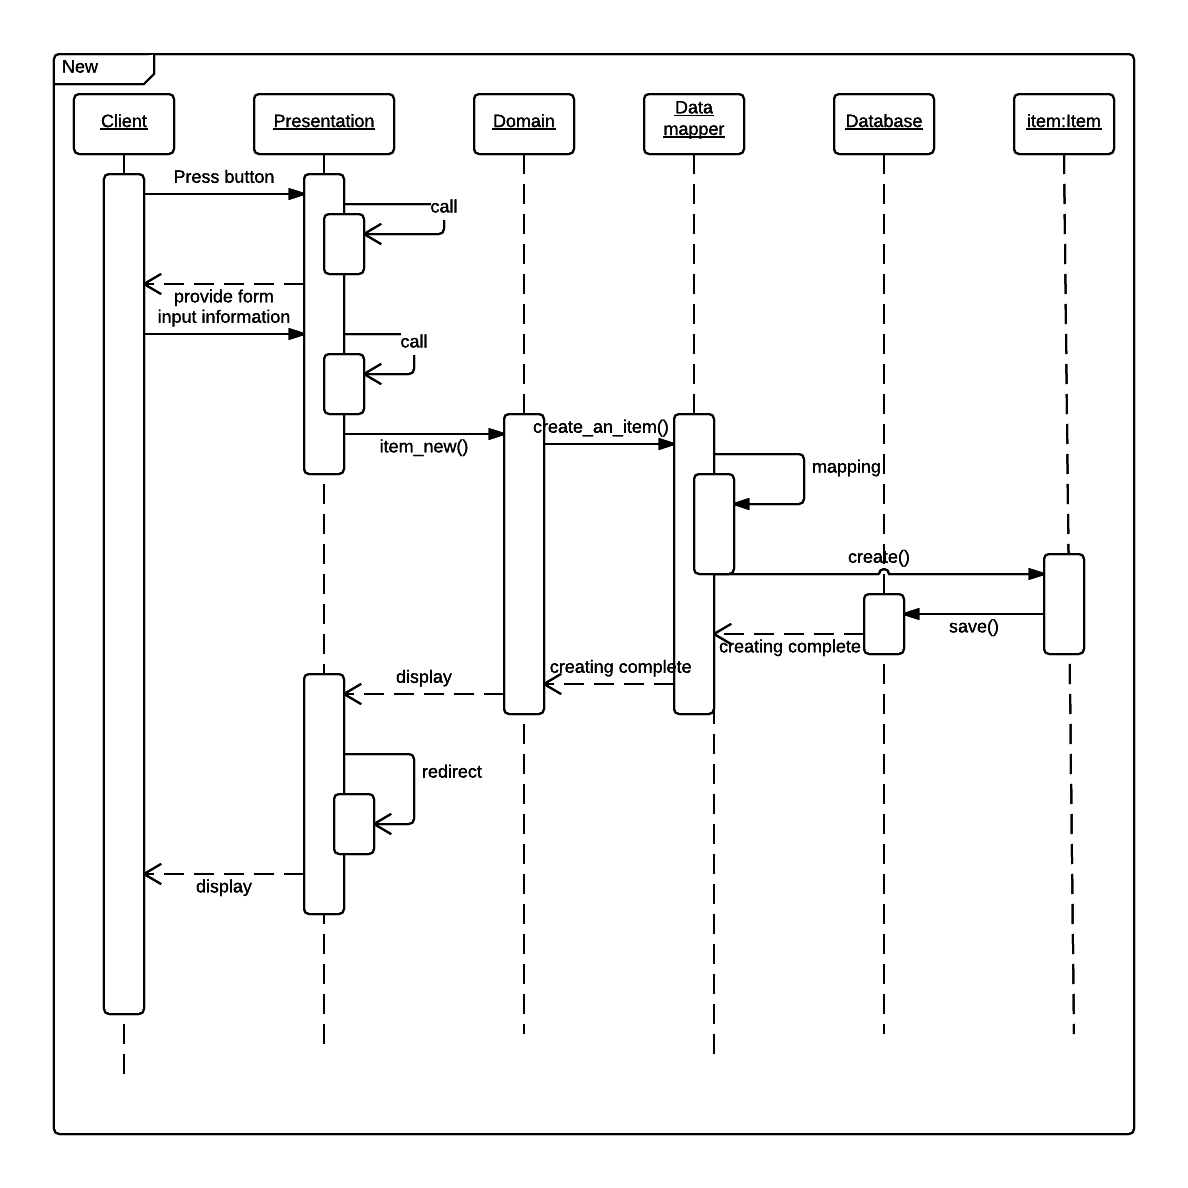 New
Client
Presentation
Domain
Data
mapper
Database
item:Item
Press button
call
provide form
input information
call
item_new()
create_an_item()
mapping
create()
save()
creating complete
creating complete
display
redirect
display